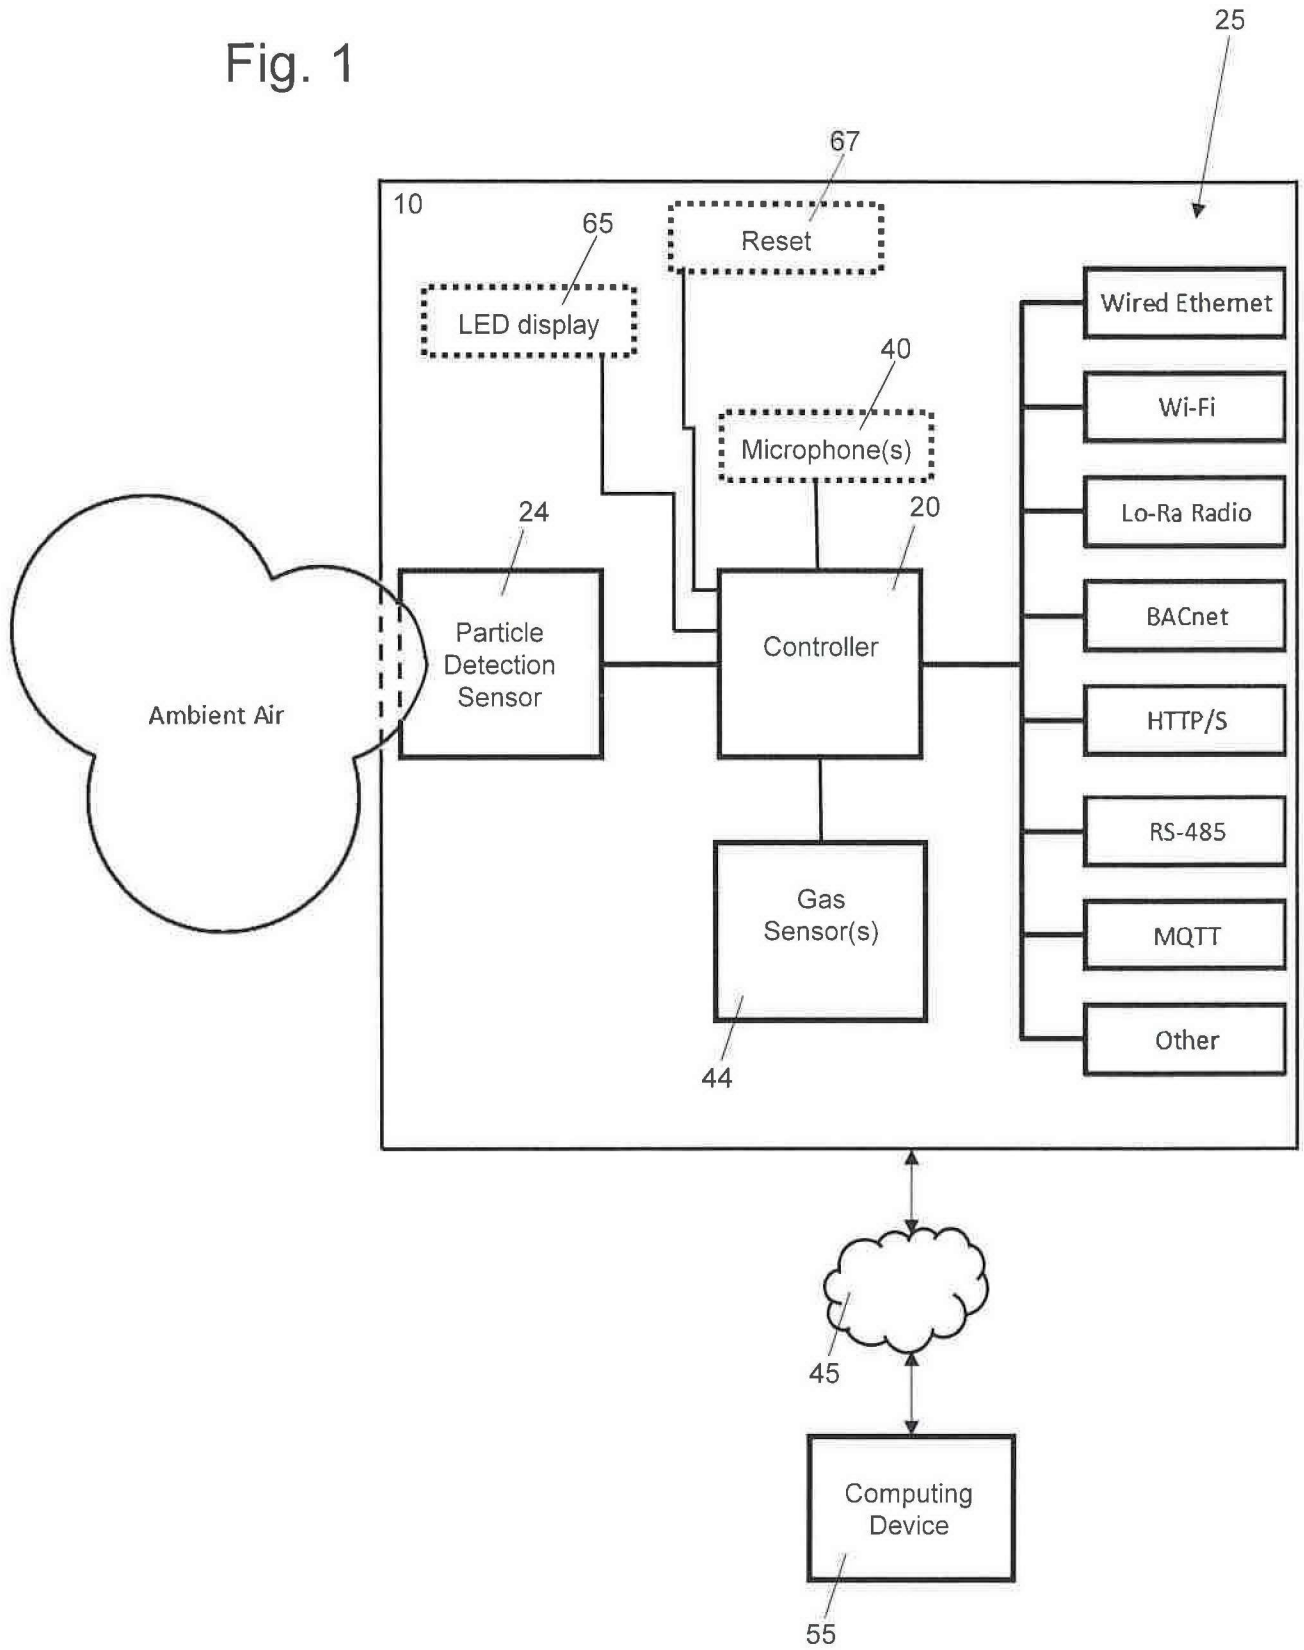 Fig. 1
25
67
10
65
Reset
LED display
Wired Ethernet
40
Wi-Fi
Microphone(s)
24
20
Lo-Ra Radio
Particle
Detection
Sensor
Controller
BACnet
Ambient Air
HTTP/S
RS-485
Gas
Sensor(s)
MQTT
Other
44
45
Computing
Device
55